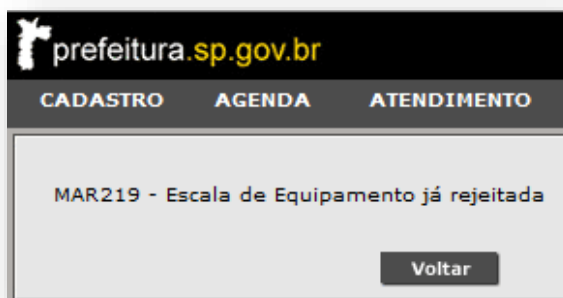 prefeitura.sp.gov.br
CADASTRO AGENDA ATENDIMENTO
MAR219 - Escala de Equipamento já rejeitada
Voltar